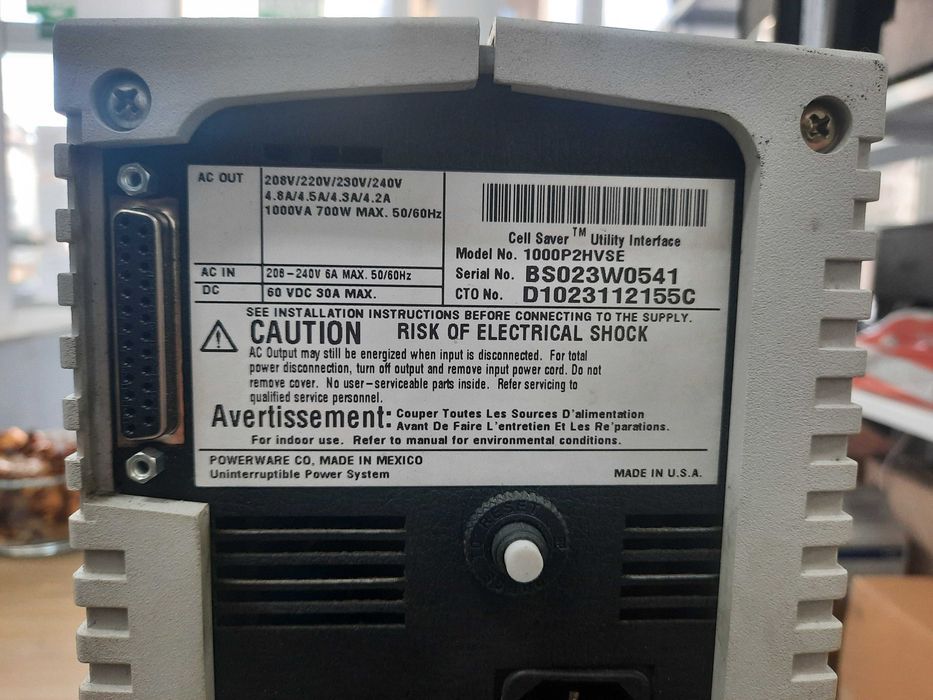 AC OUT
208V/220V/230V/240V
4.8A/4.5A/4.3A/4.2A
1000VA 700W MAX. 50/60Hz
Cell Saver™ Utility Interface
Model No. 1000P2HVSE
AC IN
208-240V 6A MAX. 50/60Hz
Serial No. BS023W0541
DC
60 VDC 30A MAX.
CTO No. D1023112155C
SEE INSTALLATION INSTRUCTIONS BEFORE CONNECTING TO THE SUPPLY.
CAUTION RISK OF ELECTRICAL SHOCK
AC Output may still be energized when input is disconnected. For total
power disconnection, turn off output and remove input power cord. Do not
remove cover. No user-serviceable parts inside. Refer servicing to
qualified service personnel.
Avertissement: Couper Toutes Les Sources D'alimentation
Avant De Faire L'entretien Et Les Re'parations.
For indoor use. Refer to manual for environmental conditions.
POWERWARE CO, MADE IN MEXICO
Uninterruptible Power System
MADE IN U.S.A.
RESET